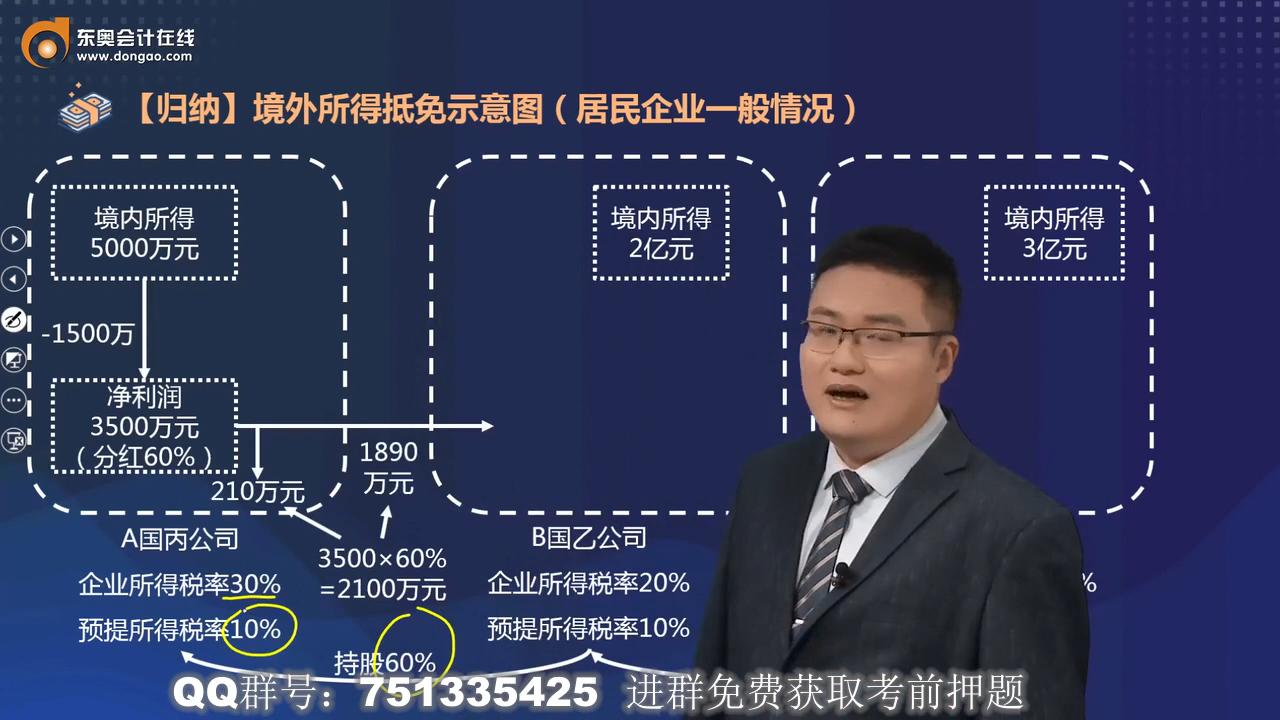 东奥会计在线
www.dongao.com
【归纳】境外所得抵免示意图（居民企业一般情况）
境内所得
5000万元
境内所得
2亿元
境内所得
3亿元
-1500万
净利润
3500万元
（分红60%）
1890
万元
210万元
A国丙公司
3500×60%
=2100万元
B国乙公司
企业所得税率30%
企业所得税率20%
%
预提所得税率10%
预提所得税率10%
持股60%
QQ群号：751335425 进群免费获取考前押题